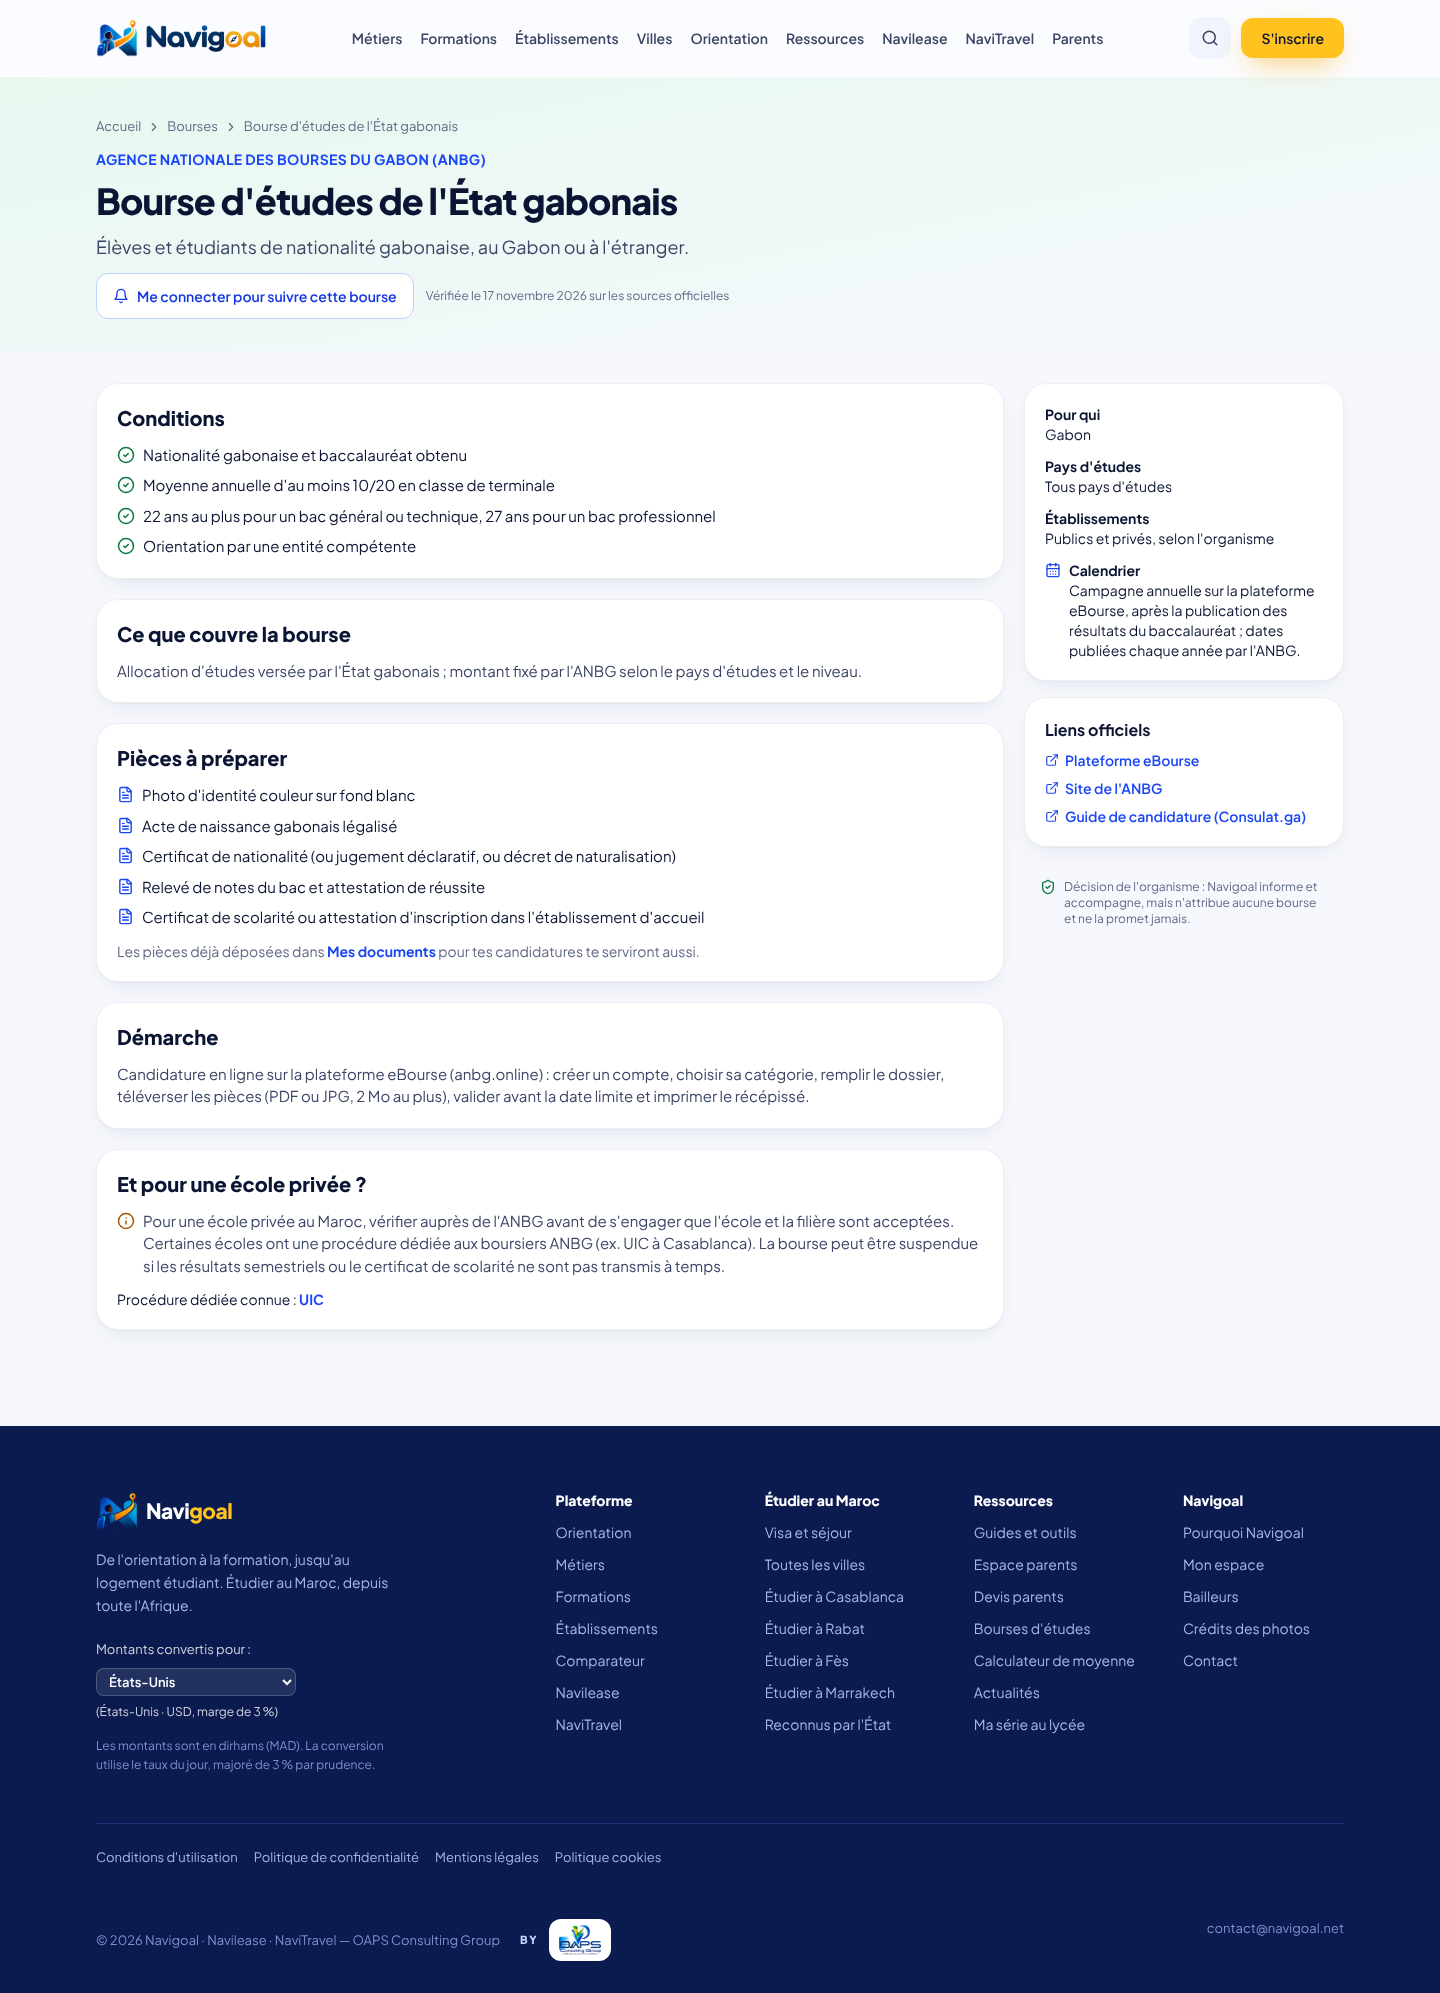 Navigoal
Métiers
Formations
Établissements
Villes
Orientation
Ressources
Navilease
NaviTravel
Parents
S'inscrire
Accueil > Bourses > Bourse d'études de l'État gabonais
AGENCE NATIONALE DES BOURSES DU GABON (ANBG)
Bourse d'études de l'État gabonais
Élèves et étudiants de nationalité gabonaise, au Gabon ou à l'étranger.
Me connecter pour suivre cette bourse
Vérifiée le 17 novembre 2026 sur les sources officielles
Conditions
Nationalité gabonaise et baccalauréat obtenu
Moyenne annuelle d'au moins 10/20 en classe de terminale
22 ans au plus pour un bac général ou technique, 27 ans pour un bac professionnel
Orientation par une entité compétente
Ce que couvre la bourse
Allocation d'études versée par l'État gabonais ; montant fixé par l'ANBG selon le pays d'études et le niveau.
Pièces à préparer
Photo d'identité couleur sur fond blanc
Acte de naissance gabonais légalisé
Certificat de nationalité (ou jugement déclaratif, ou décret de naturalisation)
Relevé de notes du bac et attestation de réussite
Certificat de scolarité ou attestation d'inscription dans l'établissement d'accueil
Les pièces déjà déposées dans Mes documents pour tes candidatures te serviront aussi.
Démarche
Candidature en ligne sur la plateforme eBourse (anbg.online) : créer un compte, choisir sa catégorie, remplir le dossier,
téléverser les pièces (PDF ou JPG, 2 Mo au plus), valider avant la date limite et imprimer le récépissé.
Et pour une école privée ?
Pour une école privée au Maroc, vérifier auprès de l'ANBG avant de s'engager que l'école et la filière sont acceptées.
Certaines écoles ont une procédure dédiée aux boursiers ANBG (ex. UIC à Casablanca). La bourse peut être suspendue
si les résultats semestriels ou le certificat de scolarité ne sont pas transmis à temps.
Procédure dédiée connue : UIC
Pour qui
Gabon
Pays d'études
Tous pays d'études
Établissements
Publics et privés, selon l'organisme
Calendrier
Campagne annuelle sur la plateforme
eBourse, après la publication des
résultats du baccalauréat ; dates
publiées chaque année par l'ANBG.
Liens officiels
Plateforme eBourse
Site de l'ANBG
Guide de candidature (Consulat.ga)
Décision de l'organisme : Navigoal informe et
accompagne, mais n'attribue aucune bourse
et ne la promet jamais.
Navigoal
De l'orientation à la formation, jusqu'au
logement étudiant. Étudier au Maroc, depuis
toute l'Afrique.
Montants convertis pour :
États-Unis
(États-Unis · USD, marge de 3 %)
Les montants sont en dirhams (MAD). La conversion
utilise le taux du jour, majoré de 3 % par prudence.
Plateforme
Orientation
Métiers
Formations
Établissements
Comparateur
Navilease
NaviTravel
Étudier au Maroc
Visa et séjour
Toutes les villes
Étudier à Casablanca
Étudier à Rabat
Étudier à Fès
Étudier à Marrakech
Reconnus par l'État
Ressources
Guides et outils
Espace parents
Devis parents
Bourses d'études
Calculateur de moyenne
Actualités
Ma série au lycée
Navigoal
Pourquoi Navigoal
Mon espace
Bailleurs
Crédits des photos
Contact
Conditions d'utilisation
Politique de confidentialité
Mentions légales
Politique cookies
© 2026 Navigoal · Navilease · NaviTravel — OAPS Consulting Group
BY
OAPS
Consulting Group
contact@navigoal.net